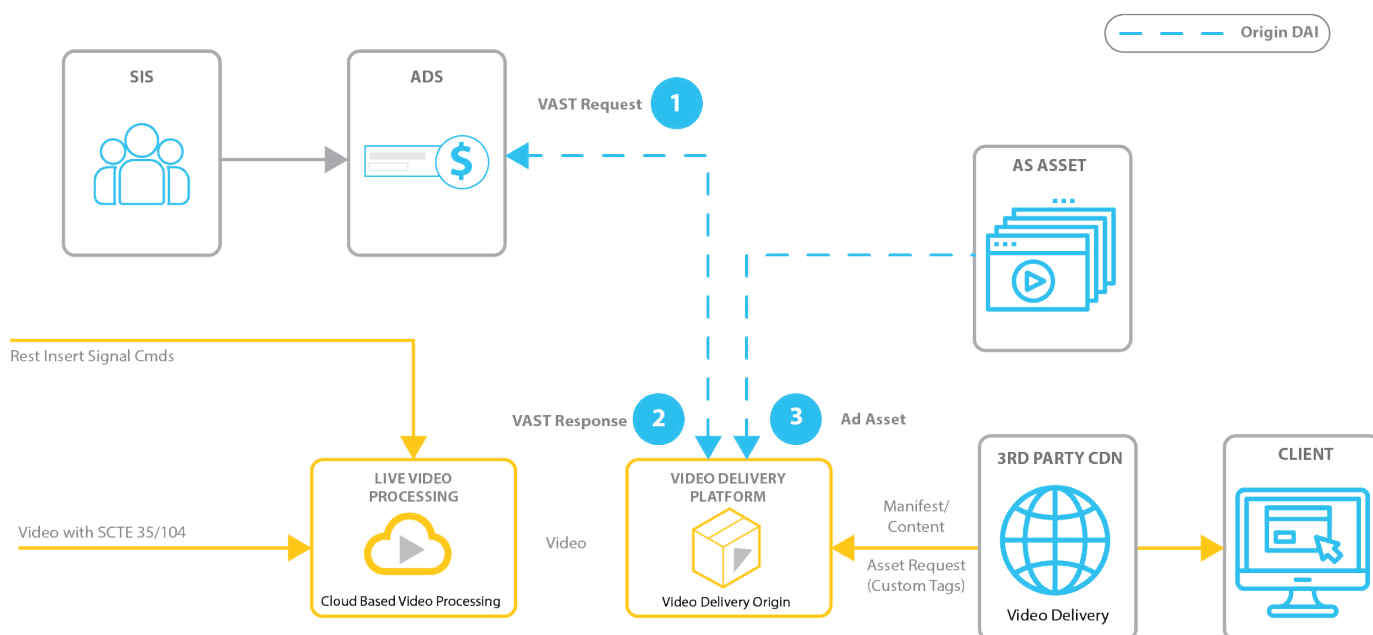 Origin DAI
SIS
ADS
VAST Request
1
$
AS ASSET
Rest Insert Signal Cmds
VAST Response
2
3
Ad Asset
LIVE VIDEO
PROCESSING
Cloud Based Video Processing
Video with SCTE 35/104
Video
VIDEO DELIVERY
PLATFORM
Video Delivery Origin
Manifest/
Content
Asset Request
(Custom Tags)
3RD PARTY CDN
Video Delivery
CLIENT